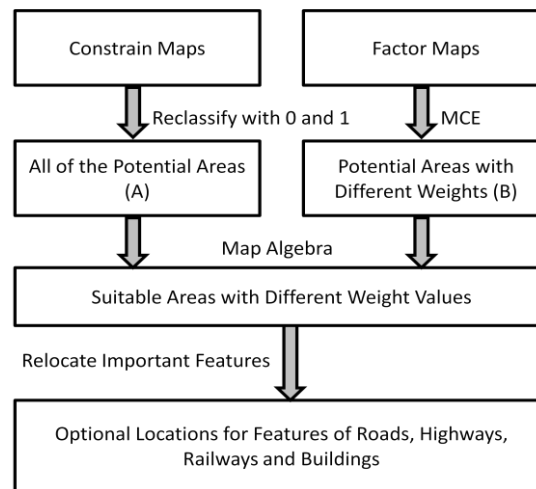 Constrain Maps
Factor Maps
Reclassify with 0 and 1
MCE
All of the Potential Areas
(A)
Potential Areas with
Different Weights (B)
Map Algebra
Suitable Areas with Different Weight Values
Relocate Important Features
Optional Locations for Features of Roads, Highways,
Railways and Buildings